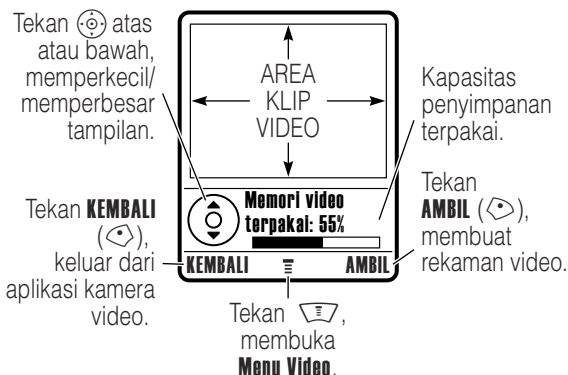 Tekan atas
atau bawah,
memperkecil/
memperbesar
tampilan.
AREA
KLIP
VIDEO
Kapasitas
penyimpanan
terpakai.
Memori video
terpakai: 55%
KEMBALI
AMBIL
Tekan KEMBALI
( ),
keluar dari
aplikasi kamera
video.
Tekan
AMBIL ( ),
membuat
rekaman video.
Tekan ,
membuka
Menu Video.